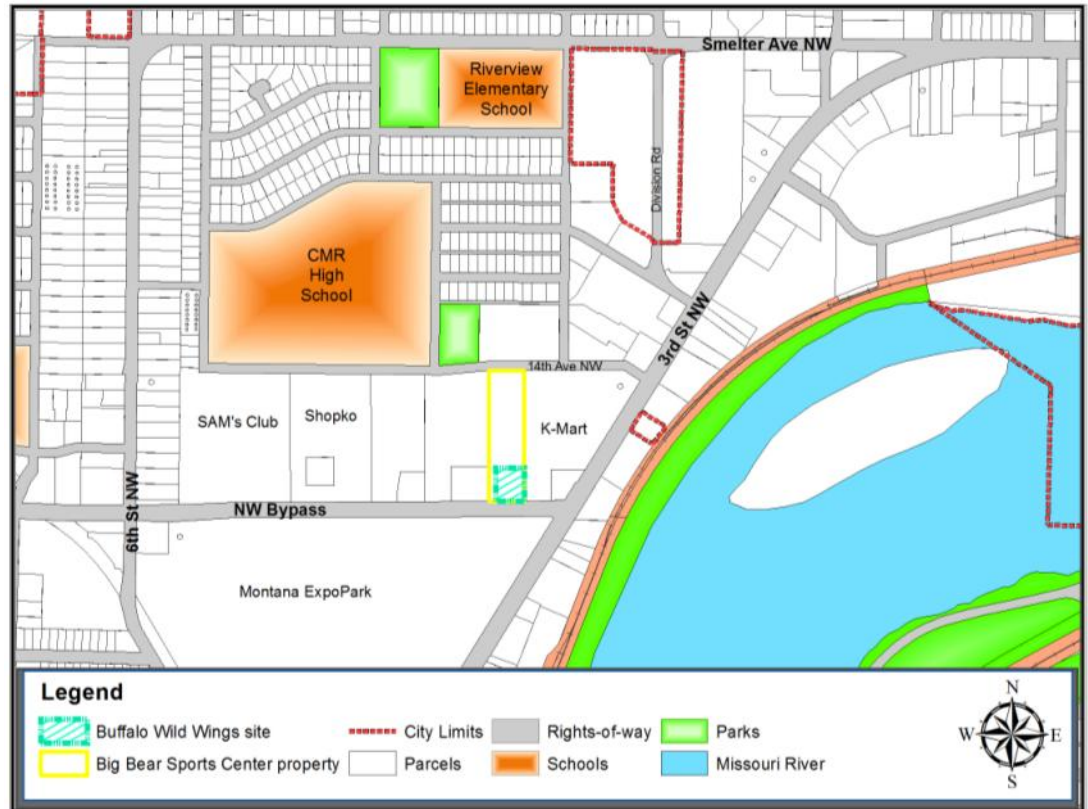 Smelter Ave NW
Riverview
Elementary
School
Division Rd
CMR
High
School
3rd St NW
14th Ave NW
SAM's Club
Shopko
K-Mart
6th St NW
NW Bypass
Montana ExpoPark
Legend
Buffalo Wild Wings site
City Limits
Rights-of-way
Parks
Big Bear Sports Center property
Parcels
Schools
Missouri River
N
W
E
S